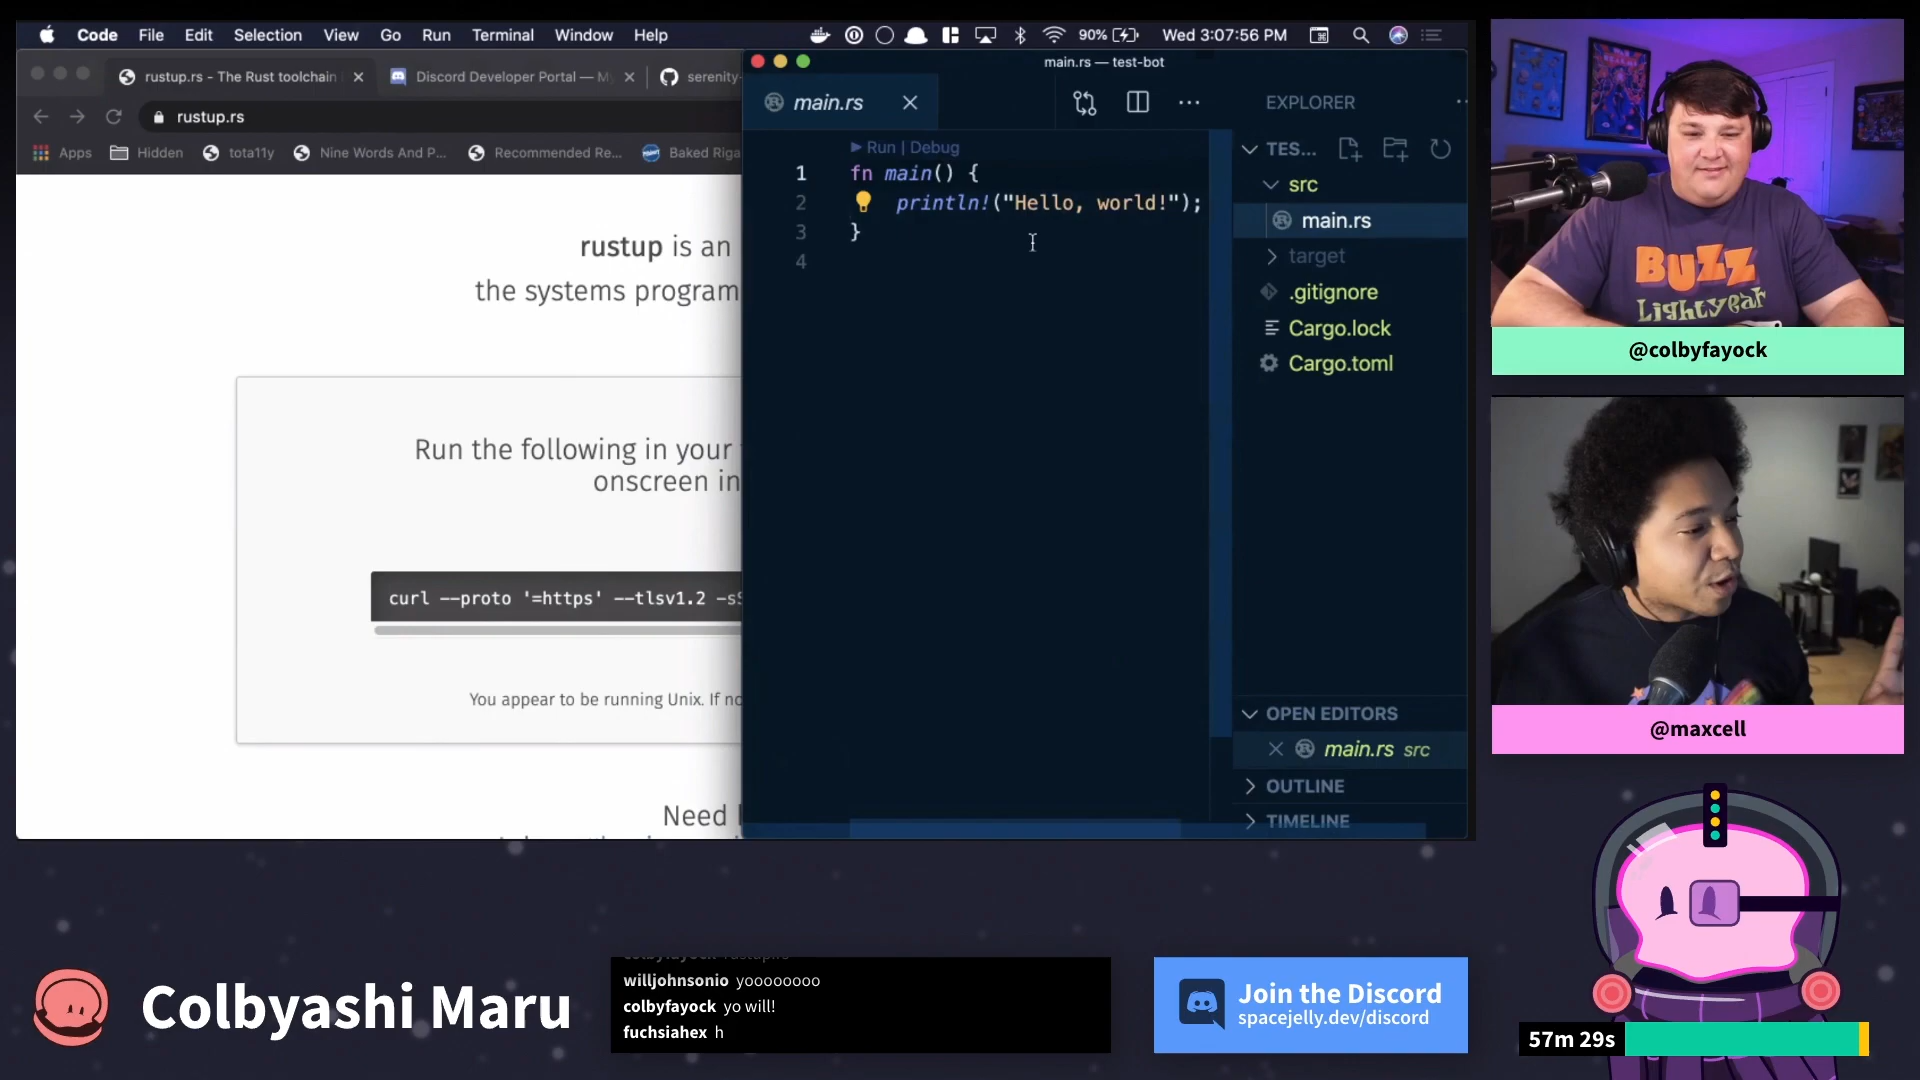 Code File Edit Selection View Go Run Terminal Window Help
90% Wed 3:07:56 PM
rustup.rs - The Rust toolchain
Discord Developer Portal — M
serenity-
rustup.rs
Apps Hidden tota11y Nine Words And P... Recommended Re... Baked Riga
rustup is an
the systems program
Run the following in your
onscreen in
curl --proto '=https' --tlsv1.2 -sS
You appear to be running Unix. If no
Need
main.rs — test-bot
main.rs
Run | Debug
1 fn main() {
2 println!("Hello, world!");
3 }
4
EXPLORER
TES...
src
main.rs
target
.gitignore
Cargo.lock
Cargo.toml
OPEN EDITORS
main.rs src
OUTLINE
TIMELINE
BUZZ
Lightyear
@colbyfayock
@maxcell
Colbyashi Maru
willjohnsonio yoooooooo
colbyfayock yo will!
fuchsiahex h
Join the Discord
spacejelly.dev/discord
57m 29s